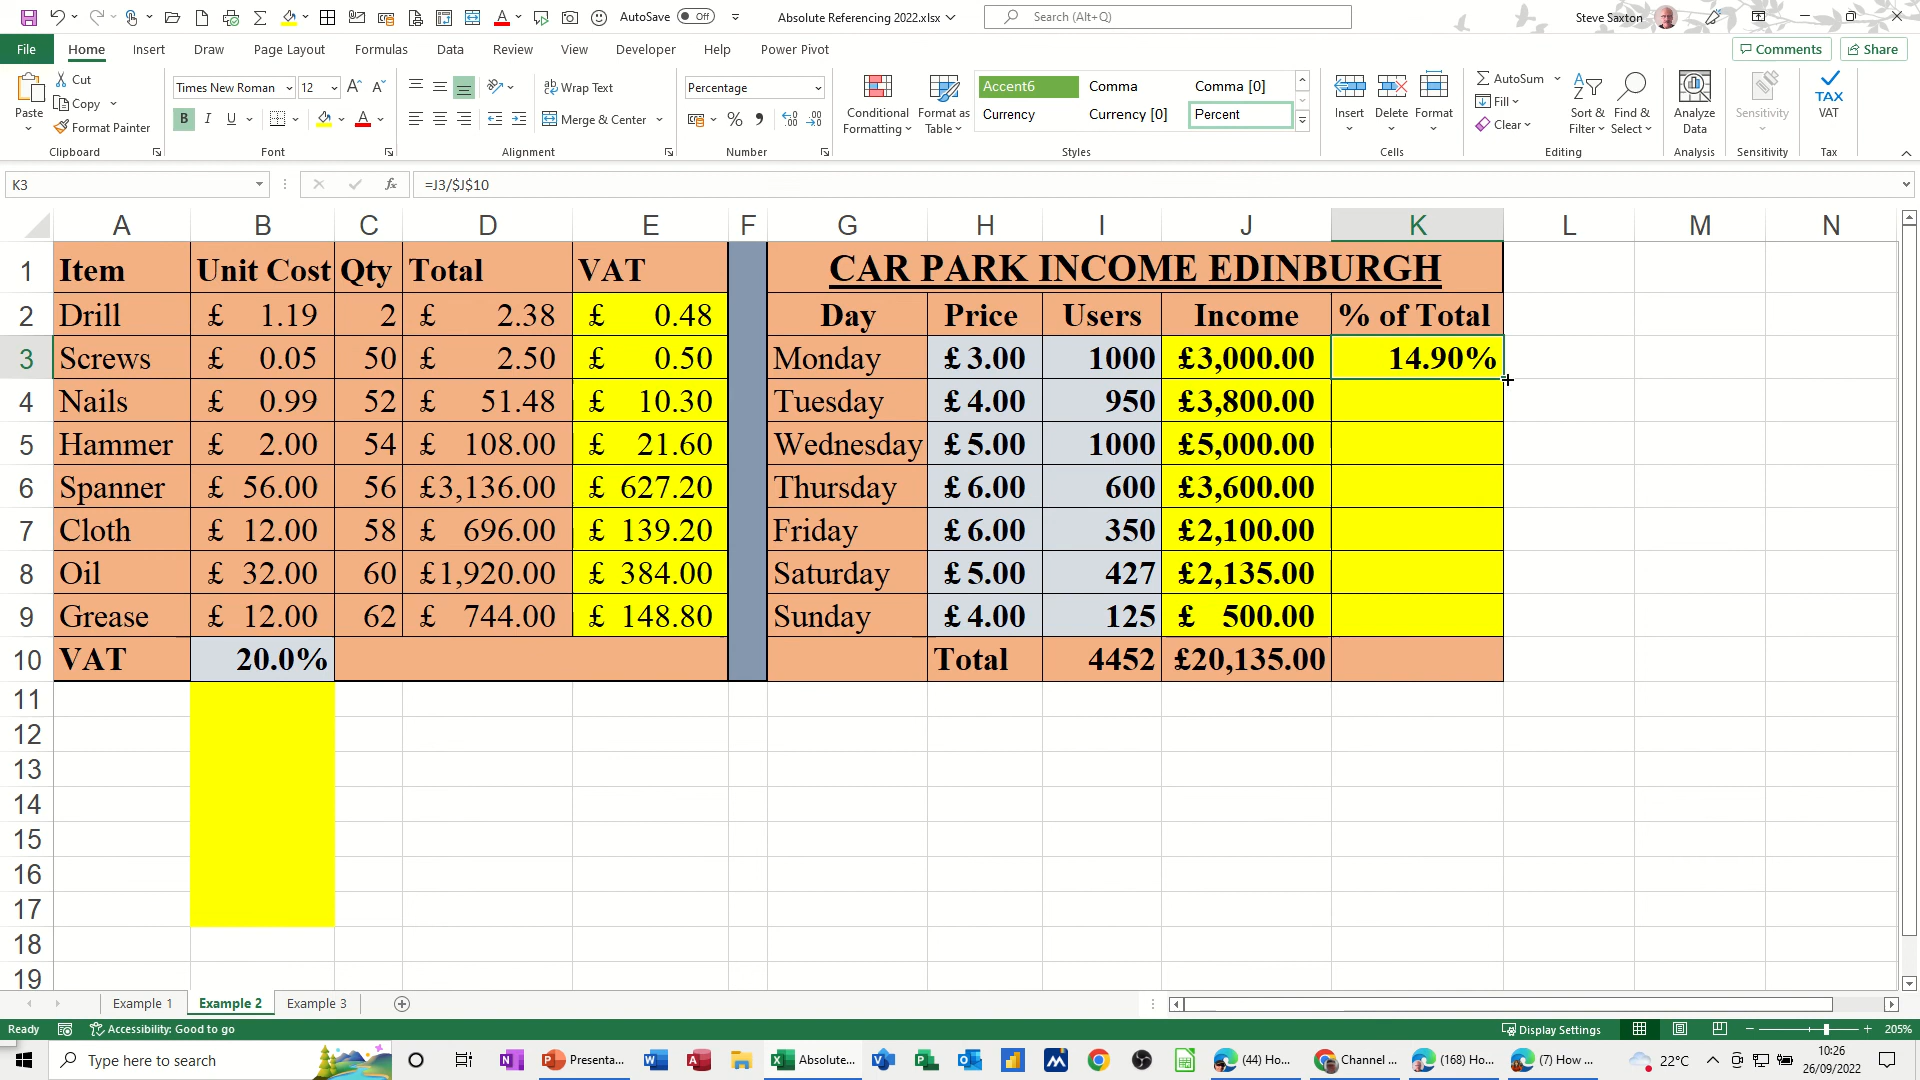 AutoSave Off Absolute Referencing 2022.xlsx Search (Alt+Q) Steve Saxton
File Home Insert Draw Page Layout Formulas Data Review View Developer Help Power Pivot Comments Share
Paste Cut Copy Format Painter Clipboard
Times New Roman 12 B I U Font
Wrap Text Merge & Center Alignment
Percentage % Number
Conditional Formatting Format as Table Accent6 Comma Comma [0] Currency Currency [0] Percent Styles
Insert Delete Format Cells
AutoSum Fill Clear Sort & Filter Find & Select Editing
Analyze Data Analysis Sensitivity Sensitivity TAX VAT Tax
K3 fx =J3/$J$10
A B C D E F G H I J K L M N
1 Item Unit Cost Qty Total VAT CAR PARK INCOME EDINBURGH
2 Drill £ 1.19 2 £ 2.38 £ 0.48 Day Price Users Income % of Total
3 Screws £ 0.05 50 £ 2.50 £ 0.50 Monday £ 3.00 1000 £3,000.00 14.90%
4 Nails £ 0.99 52 £ 51.48 £ 10.30 Tuesday £ 4.00 950 £3,800.00
5 Hammer £ 2.00 54 £ 108.00 £ 21.60 Wednesday £ 5.00 1000 £5,000.00
6 Spanner £ 56.00 56 £3,136.00 £ 627.20 Thursday £ 6.00 600 £3,600.00
7 Cloth £ 12.00 58 £ 696.00 £ 139.20 Friday £ 6.00 350 £2,100.00
8 Oil £ 32.00 60 £1,920.00 £ 384.00 Saturday £ 5.00 427 £2,135.00
9 Grease £ 12.00 62 £ 744.00 £ 148.80 Sunday £ 4.00 125 £ 500.00
10 VAT 20.0% Total 4452 £20,135.00
11
12
13
14
15
16
17
18
19
Example 1 Example 2 Example 3
Ready Accessibility: Good to go Display Settings 205%
Type here to search Presenta... Absolute... (44) Ho... Channel ... (168) Ho... (7) How ... 22°C 10:26
26/09/2022